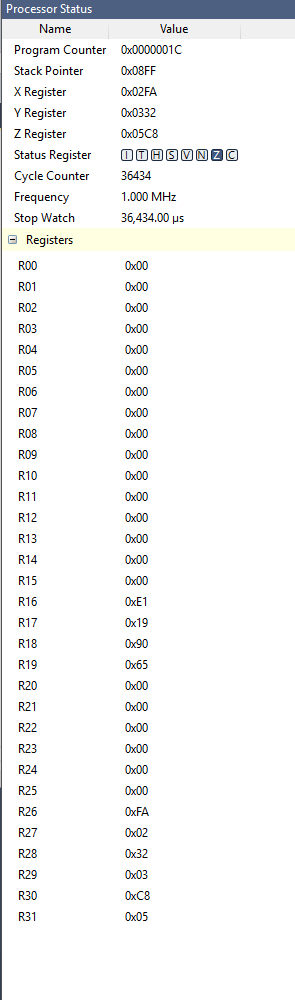 Processor Status
Name Value
Program Counter 0x0000001C
Stack Pointer 0x08FF
X Register 0x02FA
Y Register 0x0332
Z Register 0x05C8
Status Register I T H S V N Z C
Cycle Counter 36434
Frequency 1.000 MHz
Stop Watch 36,434.00 µs
Registers
R00 0x00
R01 0x00
R02 0x00
R03 0x00
R04 0x00
R05 0x00
R06 0x00
R07 0x00
R08 0x00
R09 0x00
R10 0x00
R11 0x00
R12 0x00
R13 0x00
R14 0x00
R15 0x00
R16 0xE1
R17 0x19
R18 0x90
R19 0x65
R20 0x00
R21 0x00
R22 0x00
R23 0x00
R24 0x00
R25 0x00
R26 0xFA
R27 0x02
R28 0x32
R29 0x03
R30 0xC8
R31 0x05